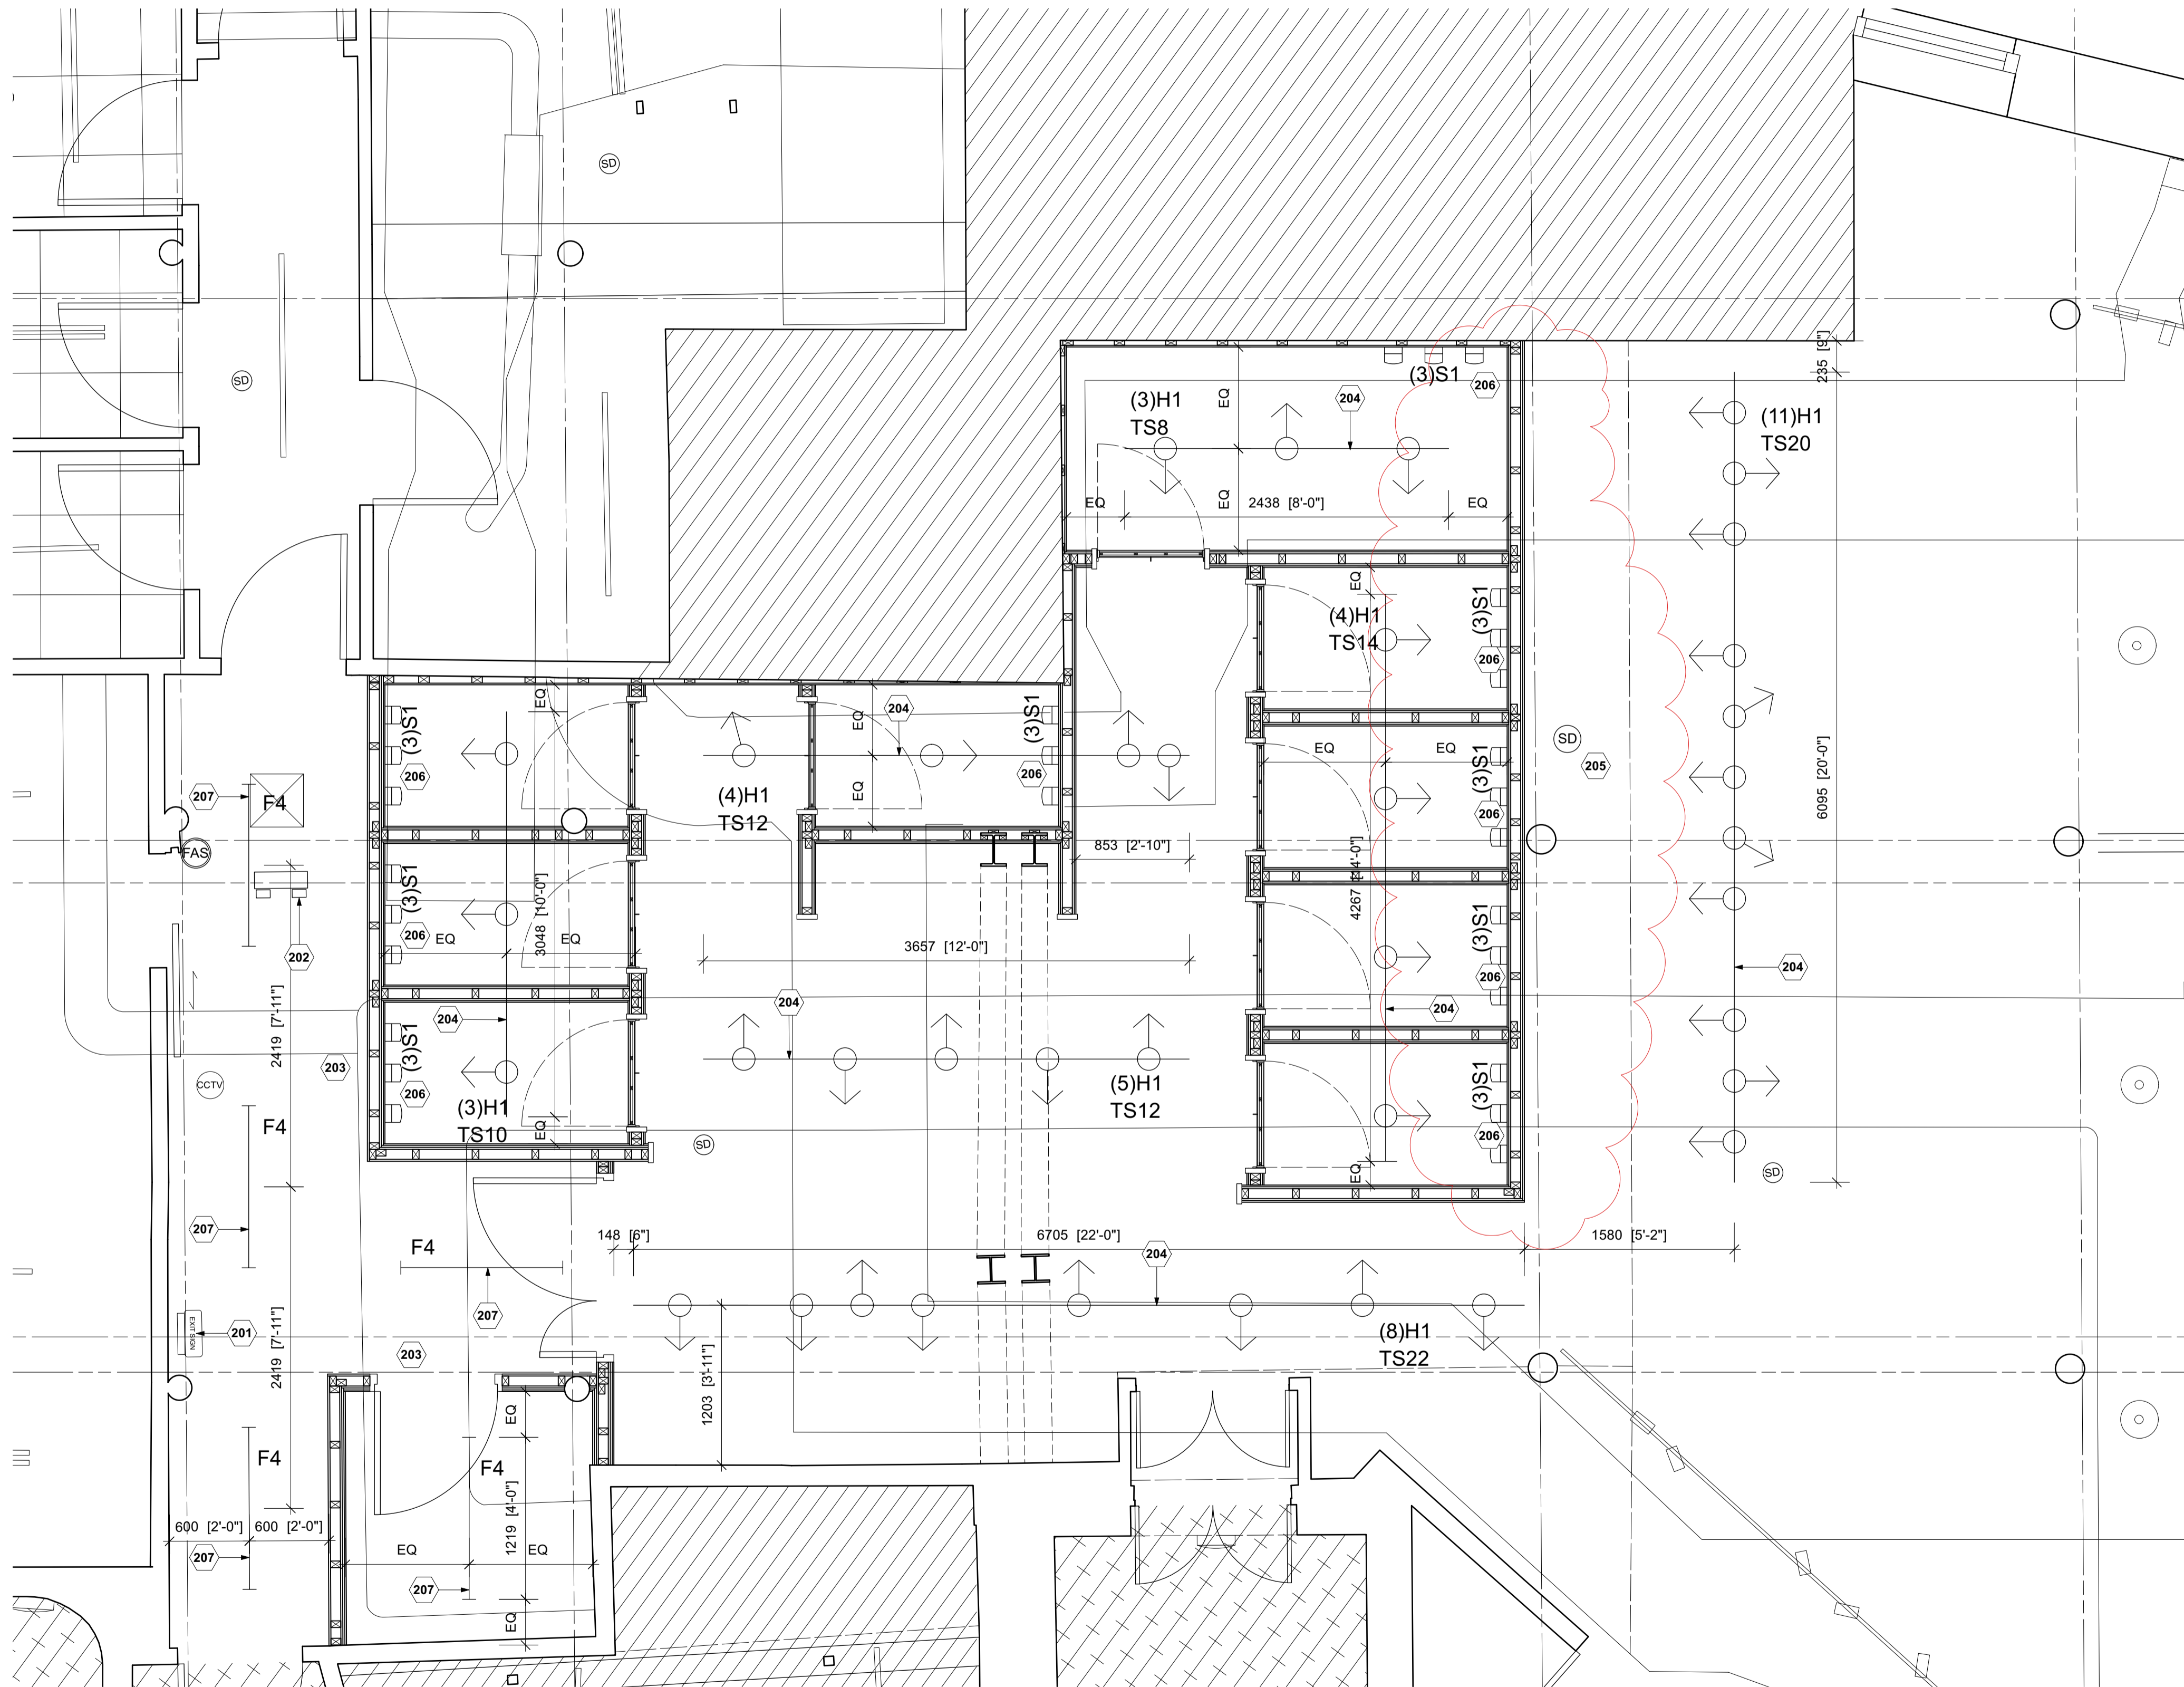 SD
SD
235 [9"]
(3)S1
206
(3)H1
TS8
EQ
204
(11)H1
TS20
EQ
EQ
2438 [8'-0"]
EQ
EQ
(4)H1
TS14
(3)S1
206
EQ
(3)S1
206
EQ
204
(3)S1
206
EQ
EQ
EQ
(3)S1
206
SD
205
6095 [20'-0"]
207
F4
(4)H1
TS12
EQ
FAS
853 [2'-10"]
(3)S1
206
EQ
EQ
3048 [10'-0"]
202
3657 [12'-0"]
(3)S1
206
204
204
204
204
2419 [7'-11"]
203
(3)S1
206
CCTV
F4
(3)H1
TS10
EQ
(5)H1
TS12
(3)S1
206
SD
SD
EQ
207
F4
148 [6"]
6705 [22'-0"]
204
1580 [5'-2"]
207
201
EXIT SIGN
2419 [7'-11"]
203
(8)H1
TS22
1203 [3'-11"]
EQ
F4
F4
600 [2'-0"]
600 [2'-0"]
1219 [4'-0"]
EQ
EQ
207
207
EQ